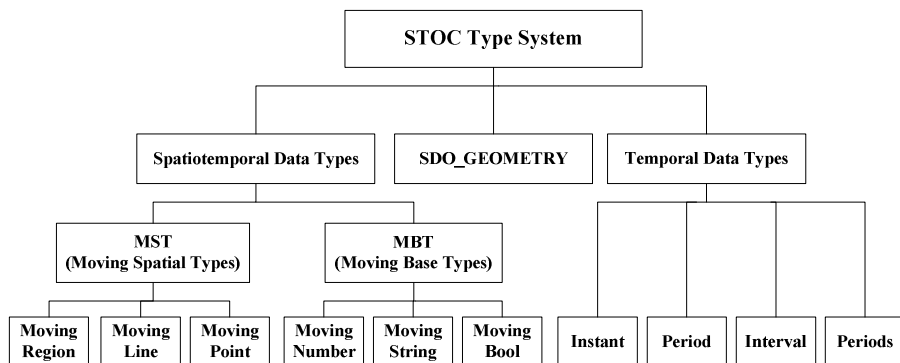 STOC Type System
Spatiotemporal Data Types
SDO_GEOMETRY
Temporal Data Types
MST
(Moving Spatial Types)
MBT
(Moving Base Types)
Moving
Region
Moving
Line
Moving
Point
Moving
Number
Moving
String
Moving
Bool
Instant
Period
Interval
Periods